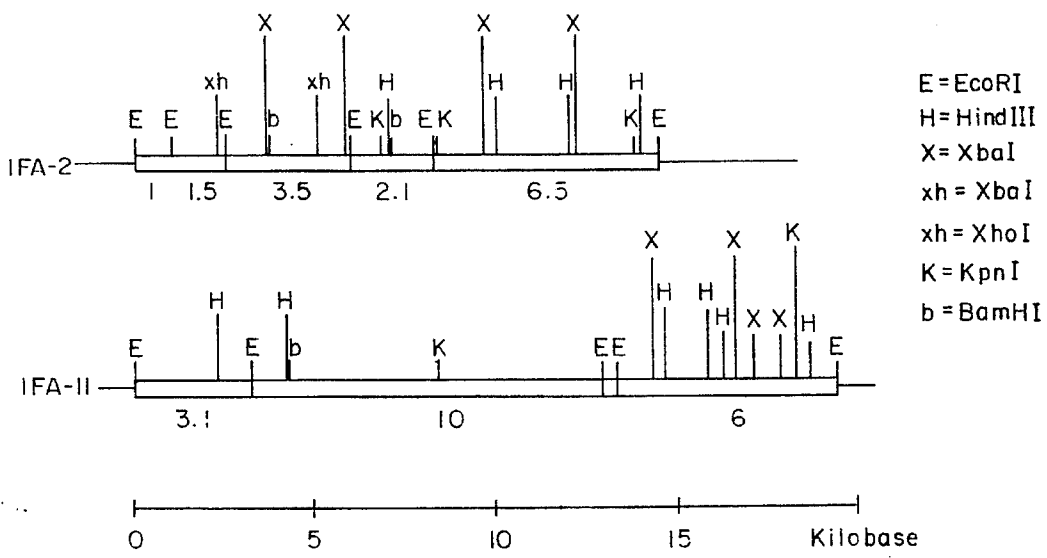 X X X X
xh xh H H H H
E E E b E K b E K K E
IFA-2
1 1.5 3.5 2.1 6.5
E = EcoRI
H = HindIII
X = XbaI
xh = XbaI
xh = XhoI
K = KpnI
b = BamHI
X X K
H H H H H
E E b K E E X X E
IFA-11
3.1 10 6
0 5 10 15 Kilobase